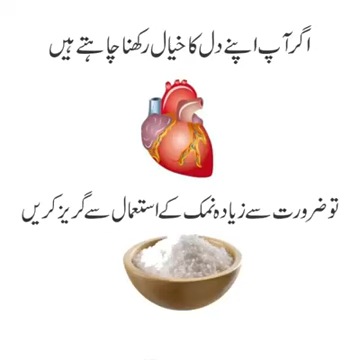 اگر آپ اپنے دل کا خیال رکھنا چاہتے ہیں
تو ضرورت سے زیادہ نمک کے استعمال سے گریز کریں